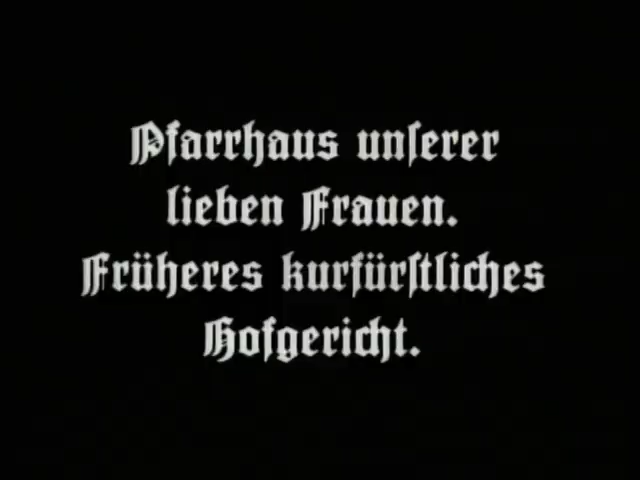 Pfarrhaus unſerer
lieben Frauen.
Früheres kurfürſtliches
Hofgericht.